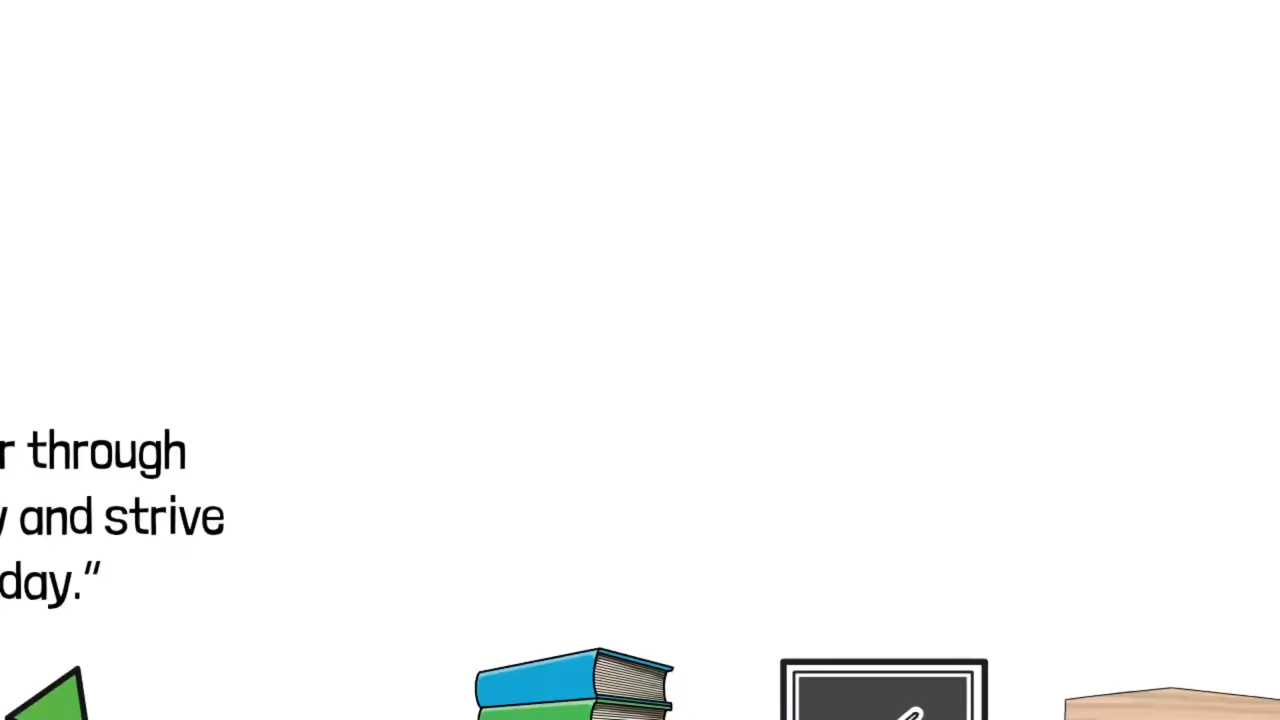 through
and strive
day.”